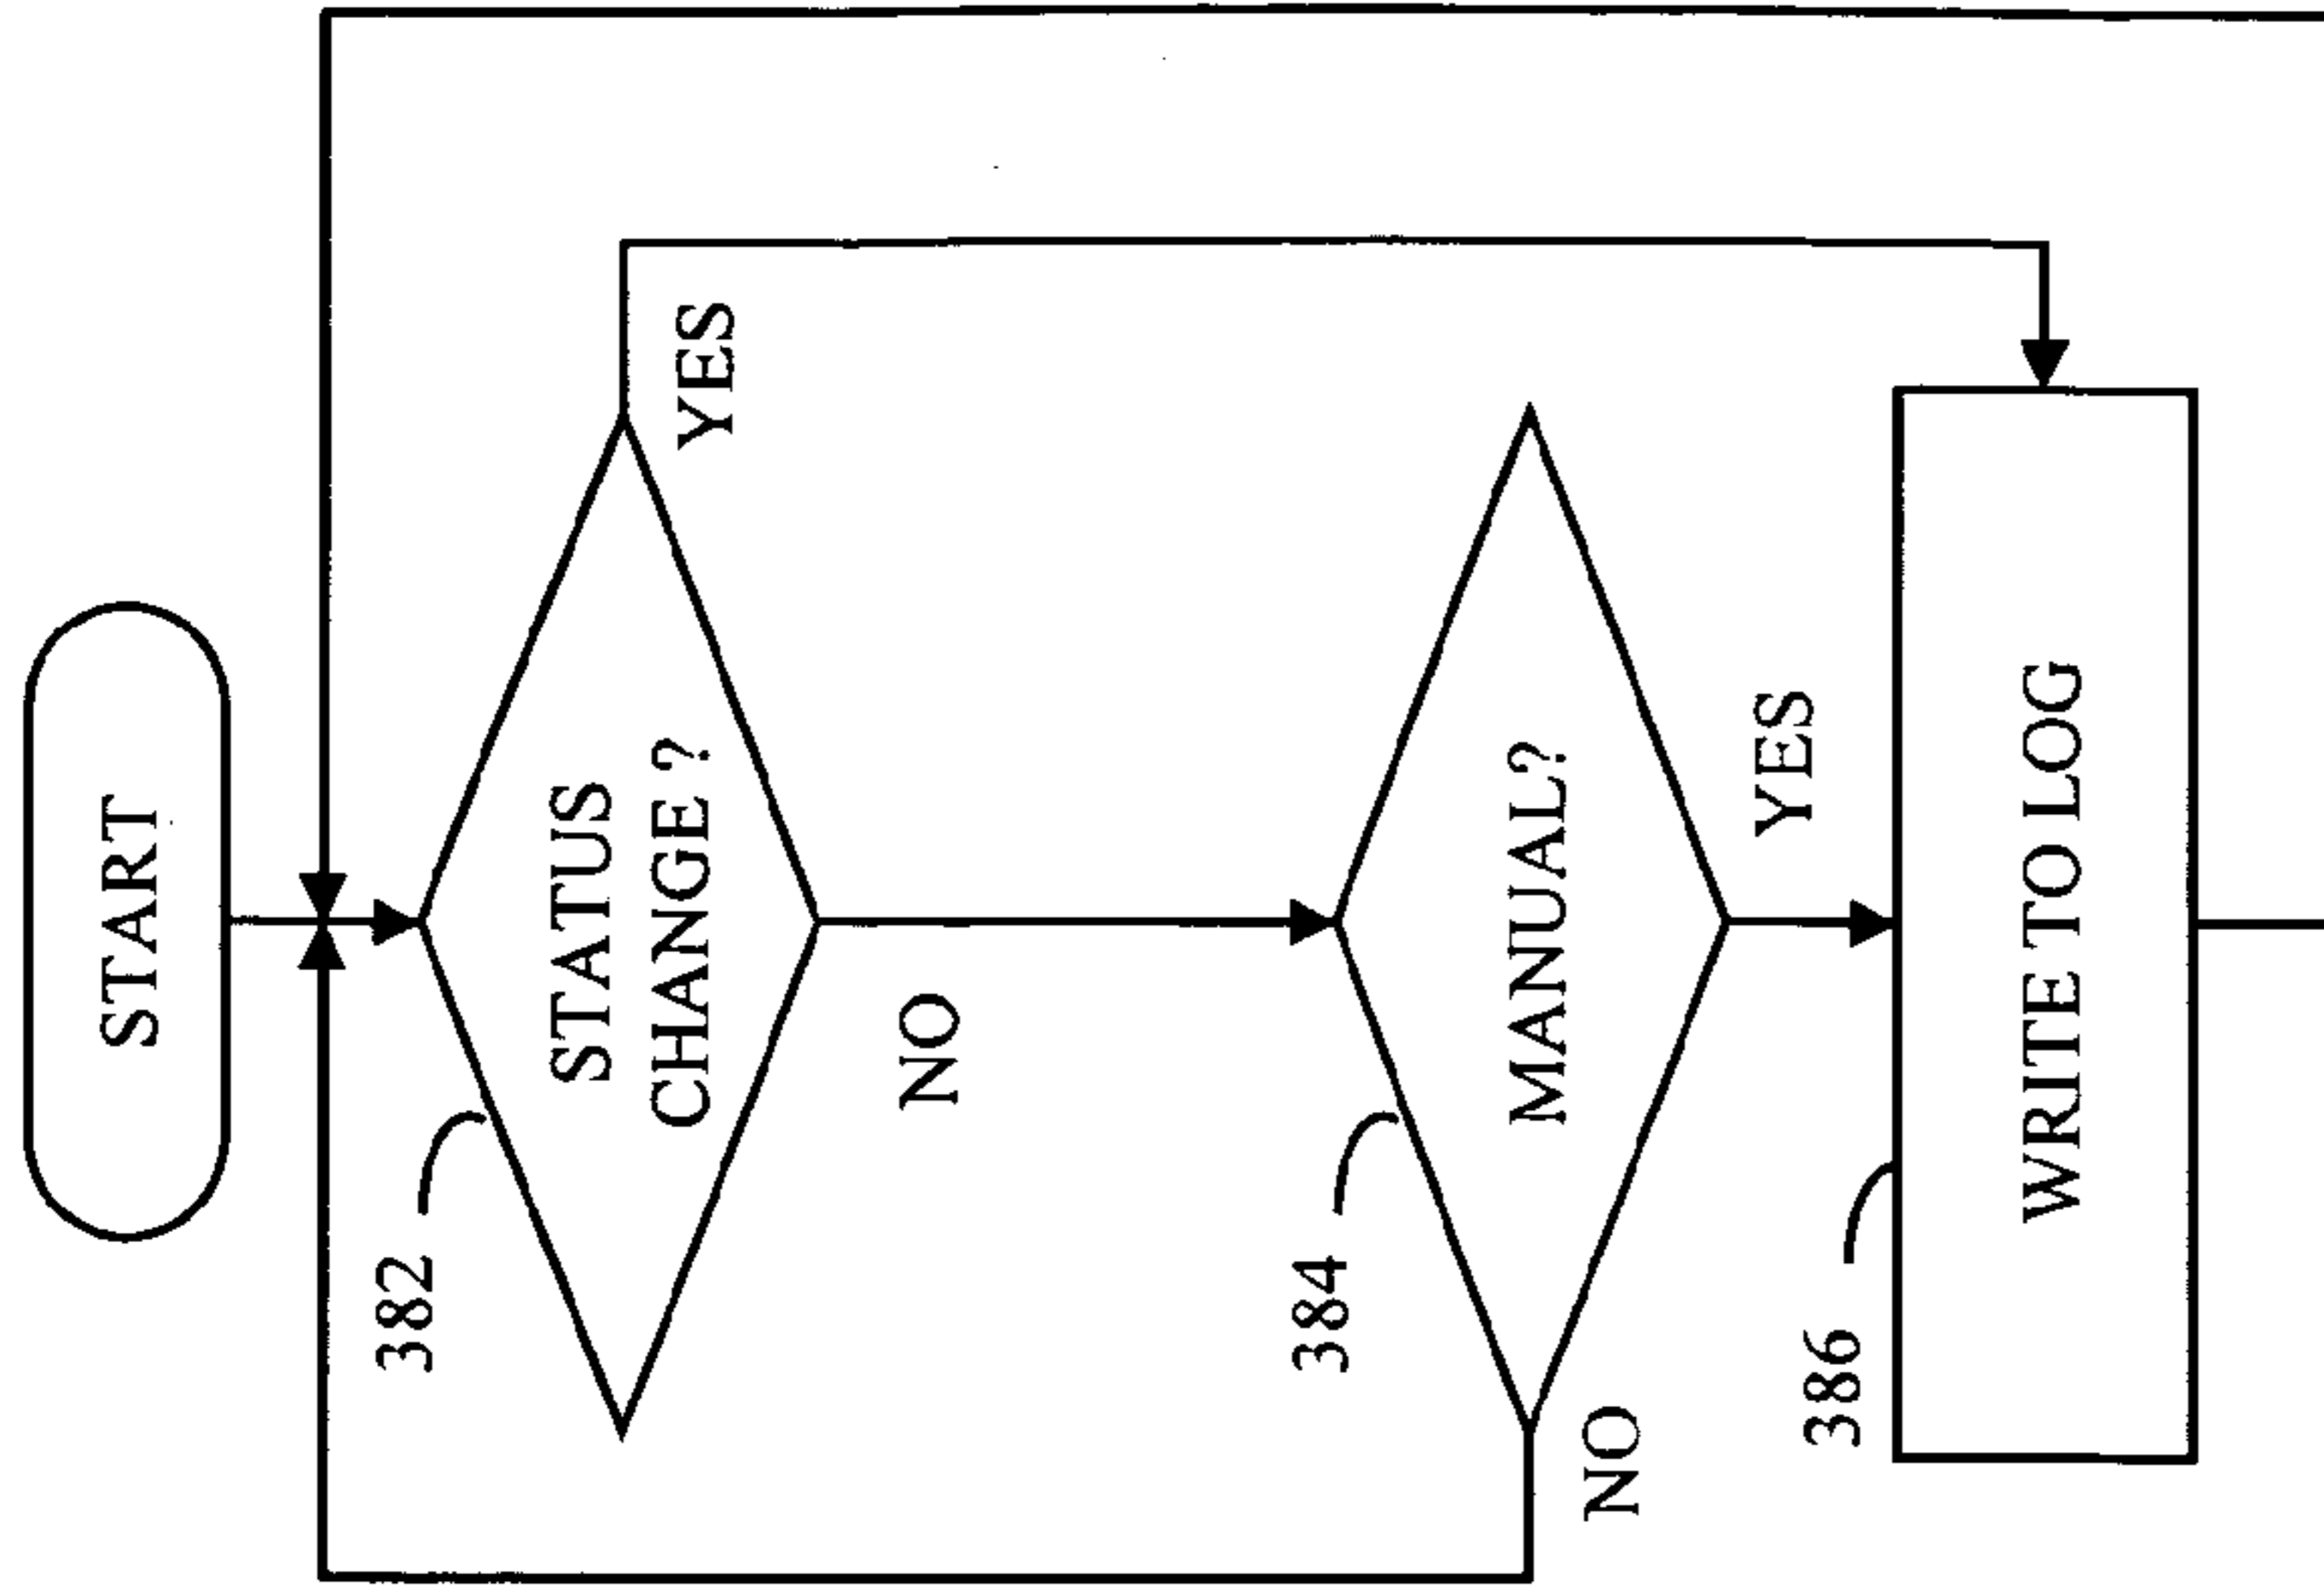 START
382
STATUS
CHANGE ?
YES
NO
384
MANUAL?
NO
YES
386
WRITE TO LOG